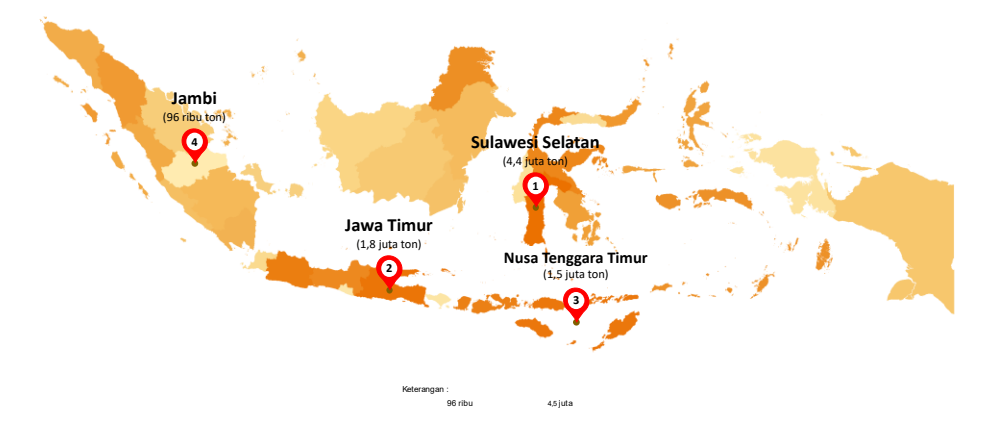 Jambi
(96 ribu ton)
4
Sulawesi Selatan
(4,4 juta ton)
1
Jawa Timur
(1,8 juta ton)
2
Nusa Tenggara Timur
(1,5 juta ton)
3
Keterangan :
96 ribu 4,5 juta